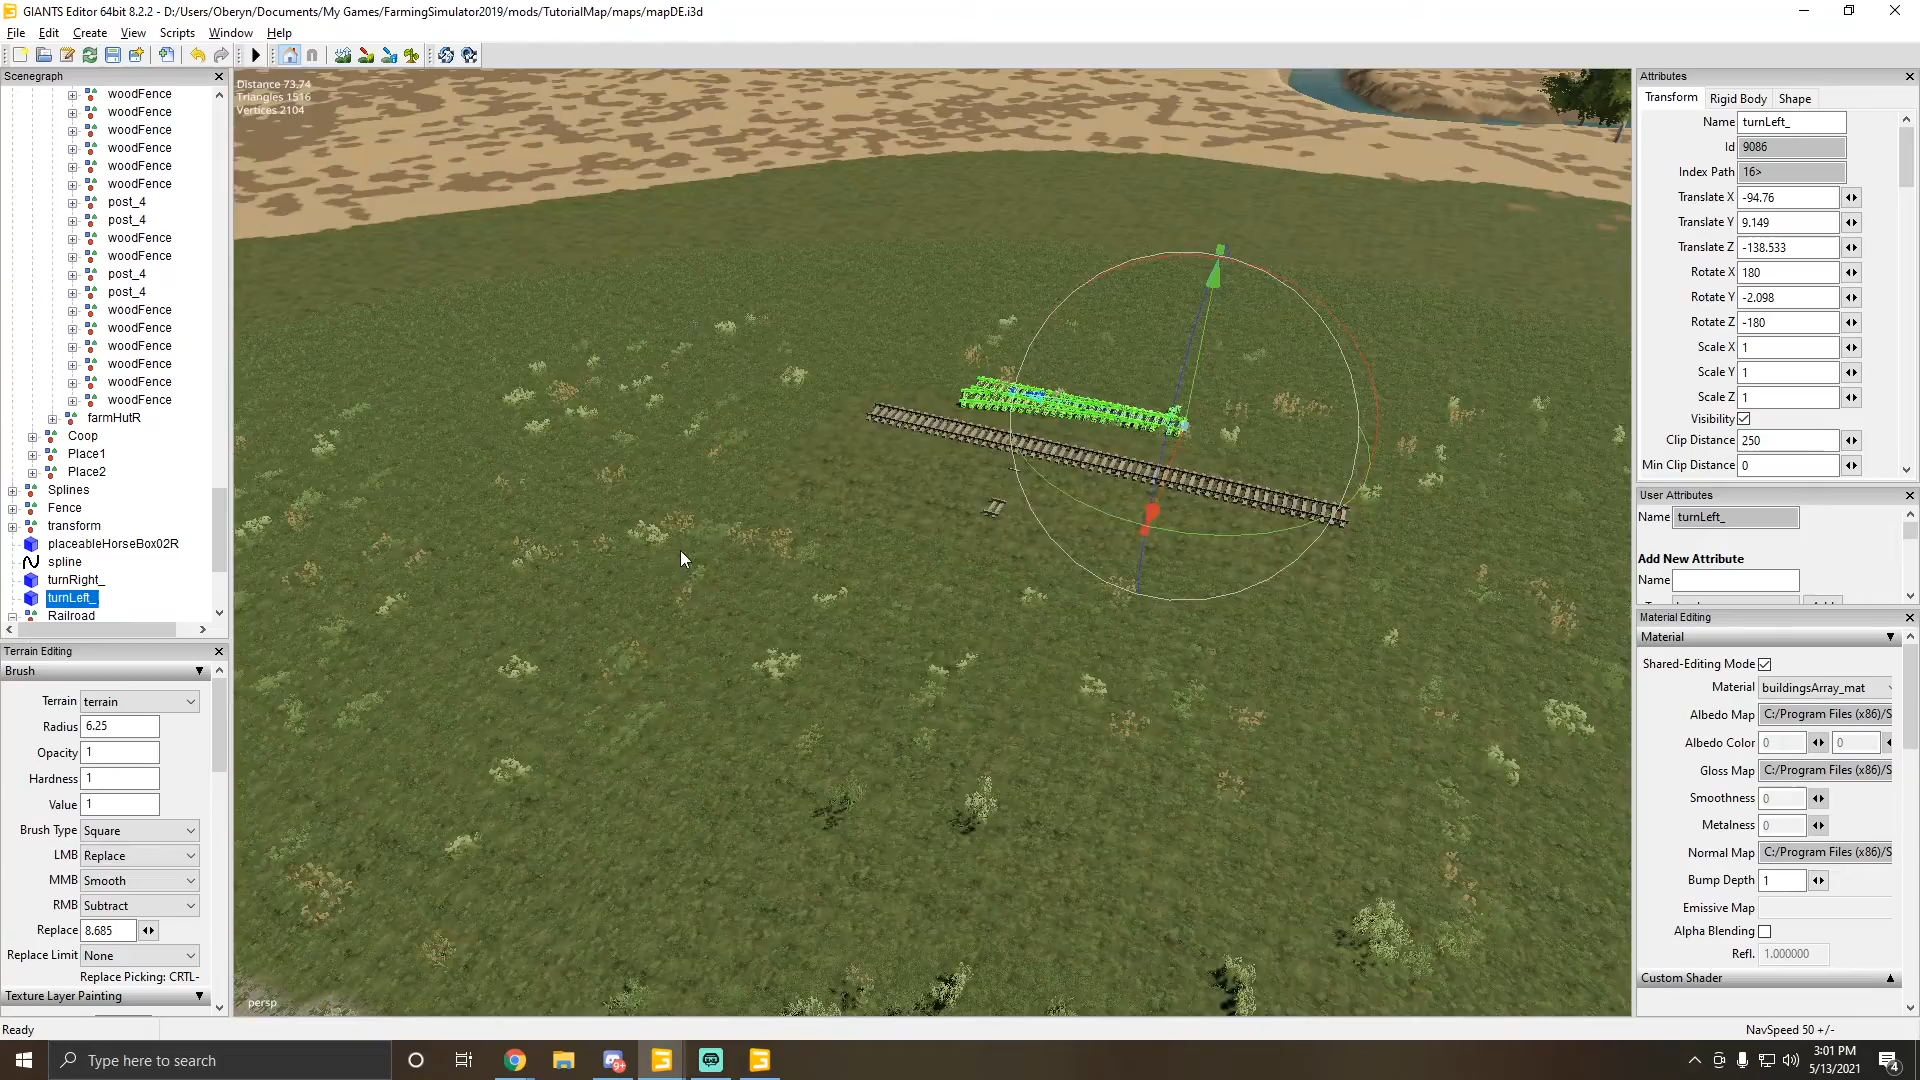 GIANTS Editor 64bit 8.2.2 - D:/Users/Oberyn/Documents/My Games/FarmingSimulator2019/mods/TutorialMap/maps/mapDE.i3d
File Edit Create View Scripts Window Help
Scenegraph
woodFence
woodFence
woodFence
woodFence
woodFence
woodFence
post_4
post_4
woodFence
woodFence
post_4
post_4
woodFence
woodFence
woodFence
woodFence
woodFence
woodFence
farmHutR
Coop
Place1
Place2
Splines
Fence
transform
placeableHorseBox02R
spline
turnRight_
turnLeft_
Railroad
Terrain Editing
Brush
Terrain terrain
Radius 6.25
Opacity 1
Hardness 1
Value 1
Brush Type Square
LMB Replace
MMB Smooth
RMB Subtract
Replace 8.685
Replace Limit None
Replace Picking: CRTL-
Texture Layer Painting
Ready
Distance 73.74
Triangles 1516
Vertices 2104
persp
Attributes
Transform Rigid Body Shape
Name turnLeft_
Id 9086
Index Path 16>
Translate X -94.76
Translate Y 9.149
Translate Z -138.533
Rotate X 180
Rotate Y -2.098
Rotate Z -180
Scale X 1
Scale Y 1
Scale Z 1
Visibility
Clip Distance 250
Min Clip Distance 0
User Attributes
Name turnLeft_
Add New Attribute
Name
Material Editing
Material
Shared-Editing Mode
Material buildingsArray_mat
Albedo Map C:/Program Files (x86)/S
Albedo Color 0 0
Gloss Map C:/Program Files (x86)/S
Smoothness 0
Metalness 0
Normal Map C:/Program Files (x86)/S
Bump Depth 1
Emissive Map
Alpha Blending
Refl. 1.000000
Custom Shader
NavSpeed 50 +/-
Type here to search
9+
3:01 PM
5/13/2021
4